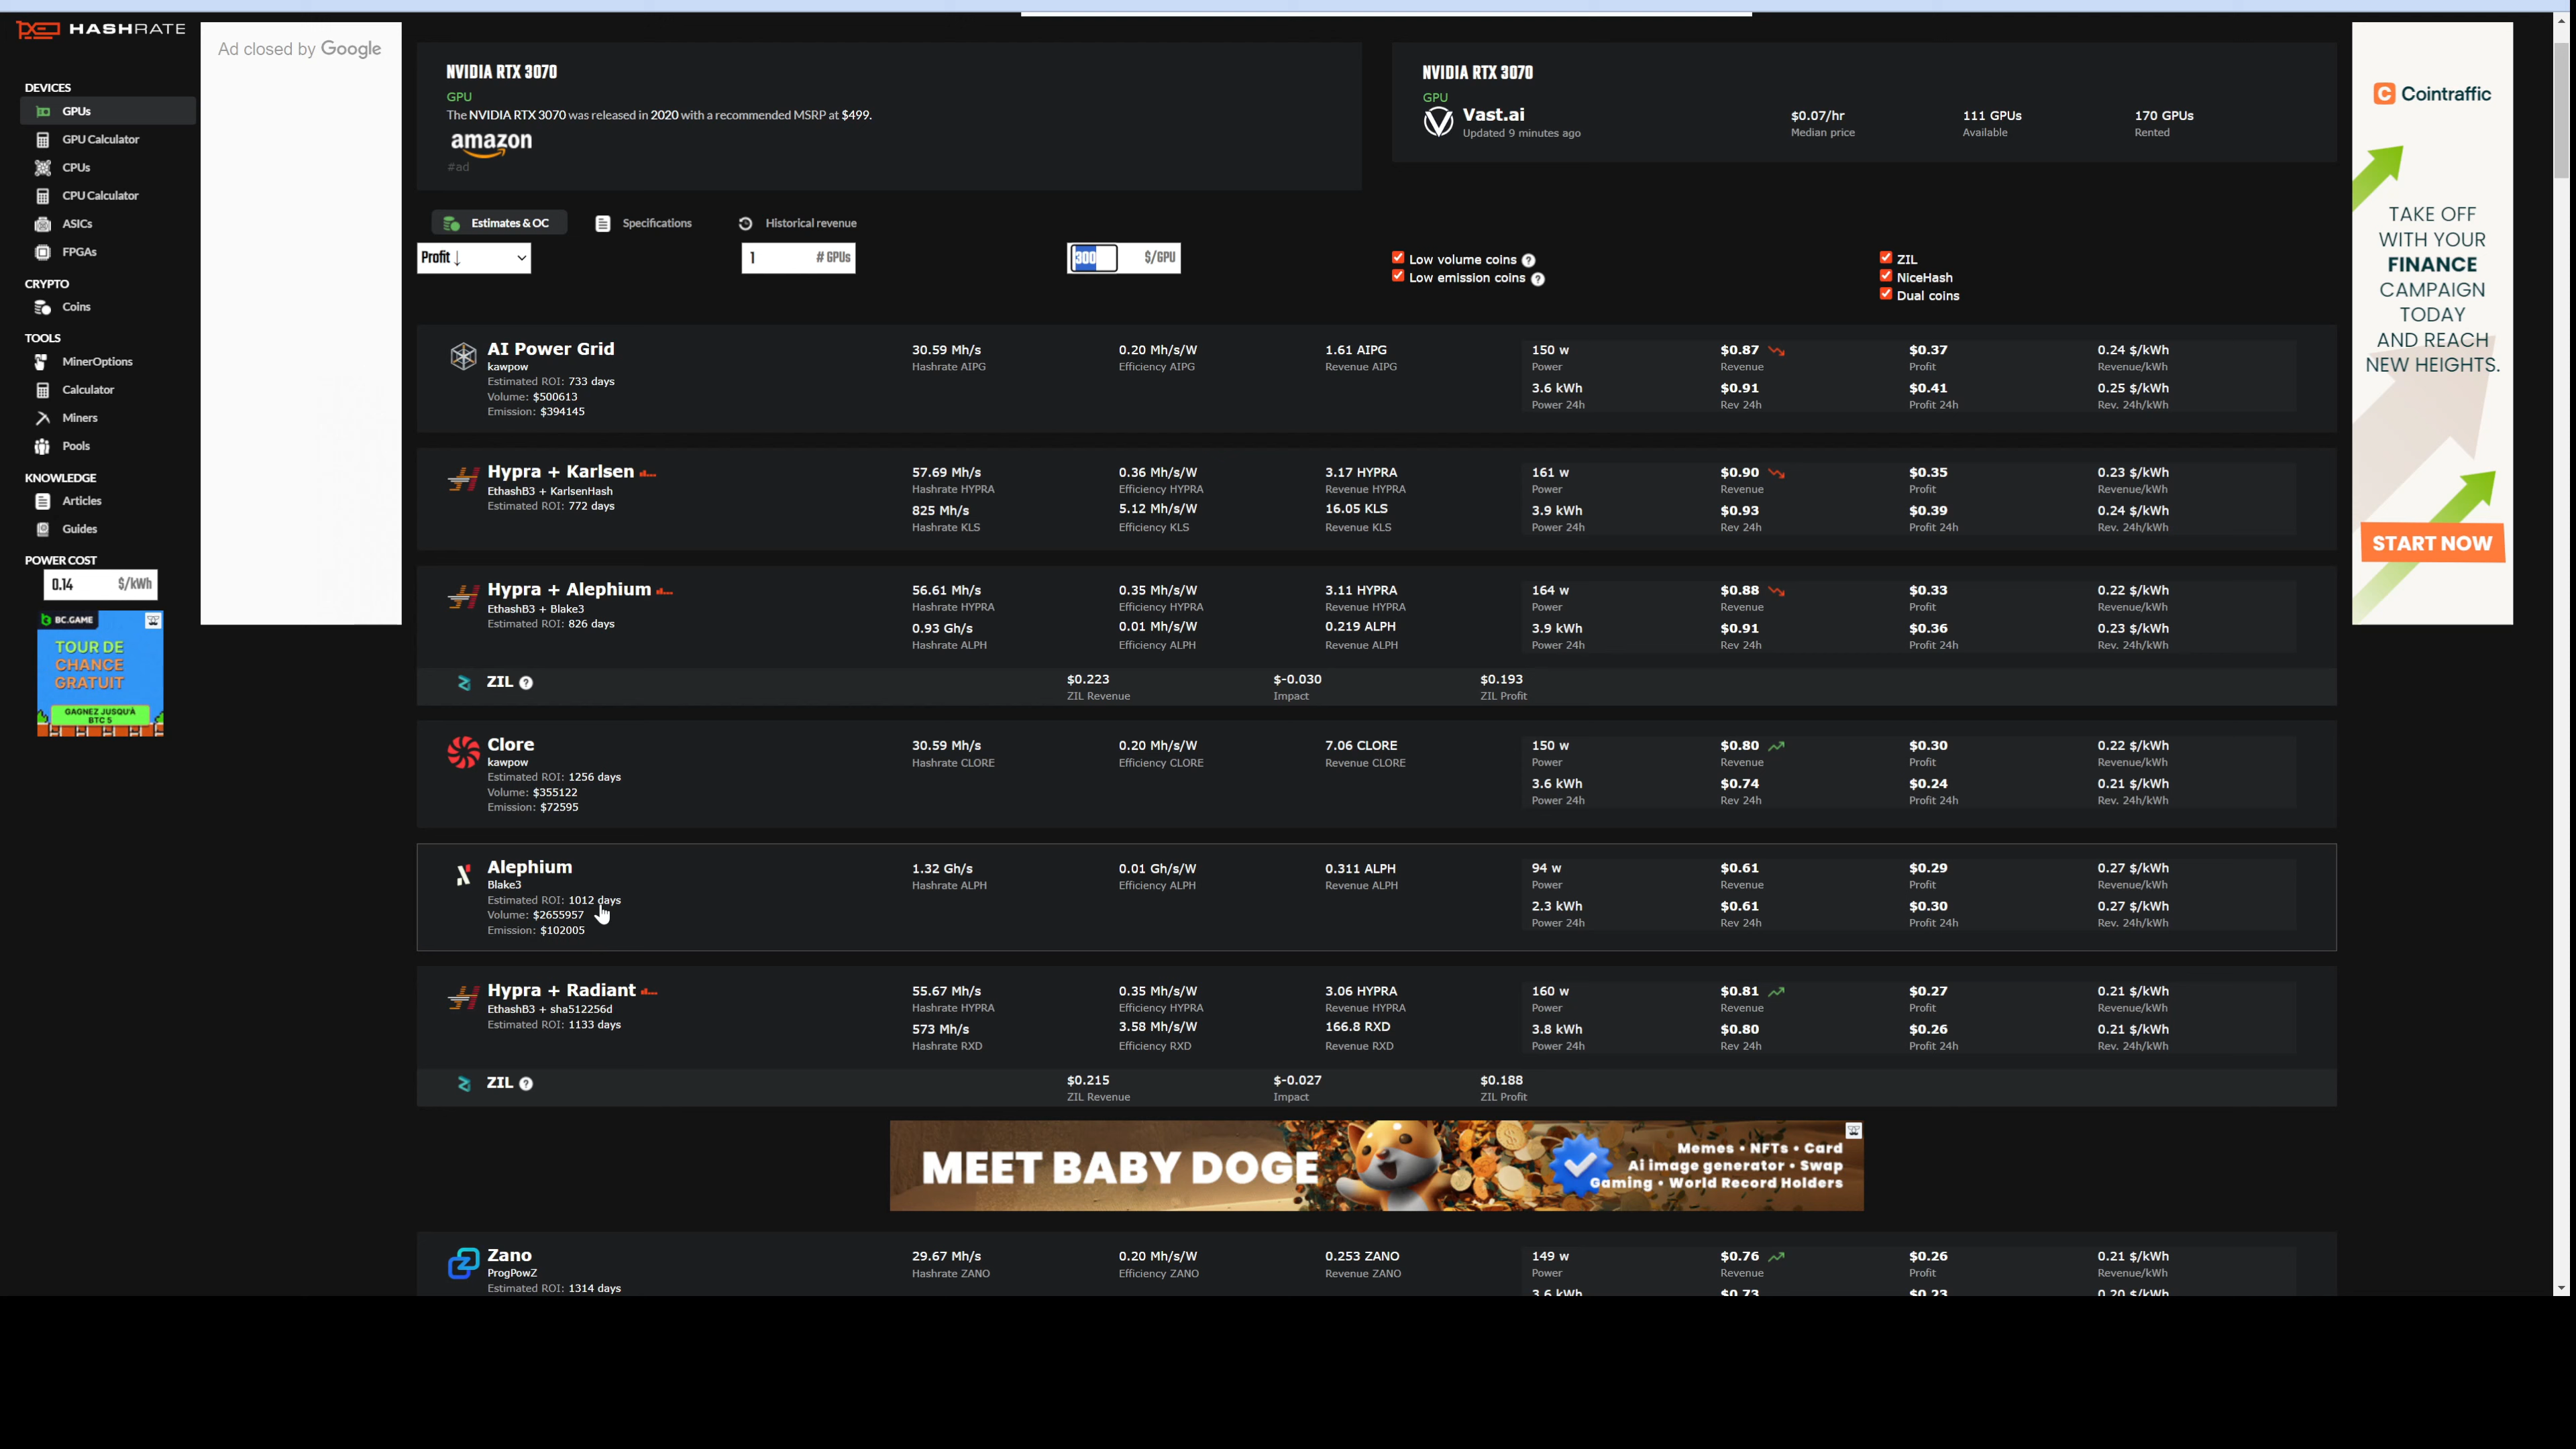 HASHRATE
DEVICES
GPUs
GPU Calculator
CPUs
CPU Calculator
ASICs
FPGAs
CRYPTO
Coins
TOOLS
MinerOptions
Calculator
Miners
Pools
KNOWLEDGE
Articles
Guides
POWER COST
0.14 $/kWh
BC.GAME
TOUR DE
CHANCE
GRATUIT
GAGNEZ JUSQU'À
BTC 5
Ad closed by Google
NVIDIA RTX 3070
GPU
The NVIDIA RTX 3070 was released in 2020 with a recommended MSRP at $499.
amazon
#ad
NVIDIA RTX 3070
GPU
Vast.ai $0.07/hr 111 GPUs 170 GPUs
Updated 9 minutes ago Median price Available Rented
Estimates & OC Specifications Historical revenue
Profit ↓ 1 # GPUs 300 $/GPU
Low volume coins ? ZIL
Low emission coins ? NiceHash
Dual coins
AI Power Grid 30.59 Mh/s 0.20 Mh/s/W 1.61 AIPG 150 w $0.87 $0.37 0.24 $/kWh
kawpow Hashrate AIPG Efficiency AIPG Revenue AIPG Power Revenue Profit Revenue/kWh
Estimated ROI: 733 days 3.6 kWh $0.91 $0.41 0.25 $/kWh
Volume: $500613 Power 24h Rev 24h Profit 24h Rev. 24h/kWh
Emission: $394145
Hypra + Karlsen 57.69 Mh/s 0.36 Mh/s/W 3.17 HYPRA 161 w $0.90 $0.35 0.23 $/kWh
EthashB3 + KarlsenHash Hashrate HYPRA Efficiency HYPRA Revenue HYPRA Power Revenue Profit Revenue/kWh
Estimated ROI: 772 days 825 Mh/s 5.12 Mh/s/W 16.05 KLS 3.9 kWh $0.93 $0.39 0.24 $/kWh
Hashrate KLS Efficiency KLS Revenue KLS Power 24h Rev 24h Profit 24h Rev. 24h/kWh
Hypra + Alephium 56.61 Mh/s 0.35 Mh/s/W 3.11 HYPRA 164 w $0.88 $0.33 0.22 $/kWh
EthashB3 + Blake3 Hashrate HYPRA Efficiency HYPRA Revenue HYPRA Power Revenue Profit Revenue/kWh
Estimated ROI: 826 days 0.93 Gh/s 0.01 Mh/s/W 0.219 ALPH 3.9 kWh $0.91 $0.36 0.23 $/kWh
Hashrate ALPH Efficiency ALPH Revenue ALPH Power 24h Rev 24h Profit 24h Rev. 24h/kWh
ZIL ? $0.223 $-0.030 $0.193
ZIL Revenue Impact ZIL Profit
Clore 30.59 Mh/s 0.20 Mh/s/W 7.06 CLORE 150 w $0.80 $0.30 0.22 $/kWh
kawpow Hashrate CLORE Efficiency CLORE Revenue CLORE Power Revenue Profit Revenue/kWh
Estimated ROI: 1256 days 3.6 kWh $0.74 $0.24 0.21 $/kWh
Volume: $355122 Power 24h Rev 24h Profit 24h Rev. 24h/kWh
Emission: $72595
Alephium 1.32 Gh/s 0.01 Gh/s/W 0.311 ALPH 94 w $0.61 $0.29 0.27 $/kWh
Blake3 Hashrate ALPH Efficiency ALPH Revenue ALPH Power Revenue Profit Revenue/kWh
Estimated ROI: 1012 days 2.3 kWh $0.61 $0.30 0.27 $/kWh
Volume: $2655957 Power 24h Rev 24h Profit 24h Rev. 24h/kWh
Emission: $102005
Hypra + Radiant 55.67 Mh/s 0.35 Mh/s/W 3.06 HYPRA 160 w $0.81 $0.27 0.21 $/kWh
EthashB3 + sha512256d Hashrate HYPRA Efficiency HYPRA Revenue HYPRA Power Revenue Profit Revenue/kWh
Estimated ROI: 1133 days 573 Mh/s 3.58 Mh/s/W 166.8 RXD 3.8 kWh $0.80 $0.26 0.21 $/kWh
Hashrate RXD Efficiency RXD Revenue RXD Power 24h Rev 24h Profit 24h Rev. 24h/kWh
ZIL ? $0.215 $-0.027 $0.188
ZIL Revenue Impact ZIL Profit
MEET BABY DOGE
Memes • NFTs • Card
Ai image generator • Swap
Gaming • World Record Holders
Zano 29.67 Mh/s 0.20 Mh/s/W 0.253 ZANO 149 w $0.76 $0.26 0.21 $/kWh
ProgPowZ Hashrate ZANO Efficiency ZANO Revenue ZANO Power Revenue Profit Revenue/kWh
Estimated ROI: 1314 days 3.6 kWh $0.73 $0.23 0.20 $/kWh
Cointraffic
TAKE OFF
WITH YOUR
FINANCE
CAMPAIGN
TODAY
AND REACH
NEW HEIGHTS.
START NOW